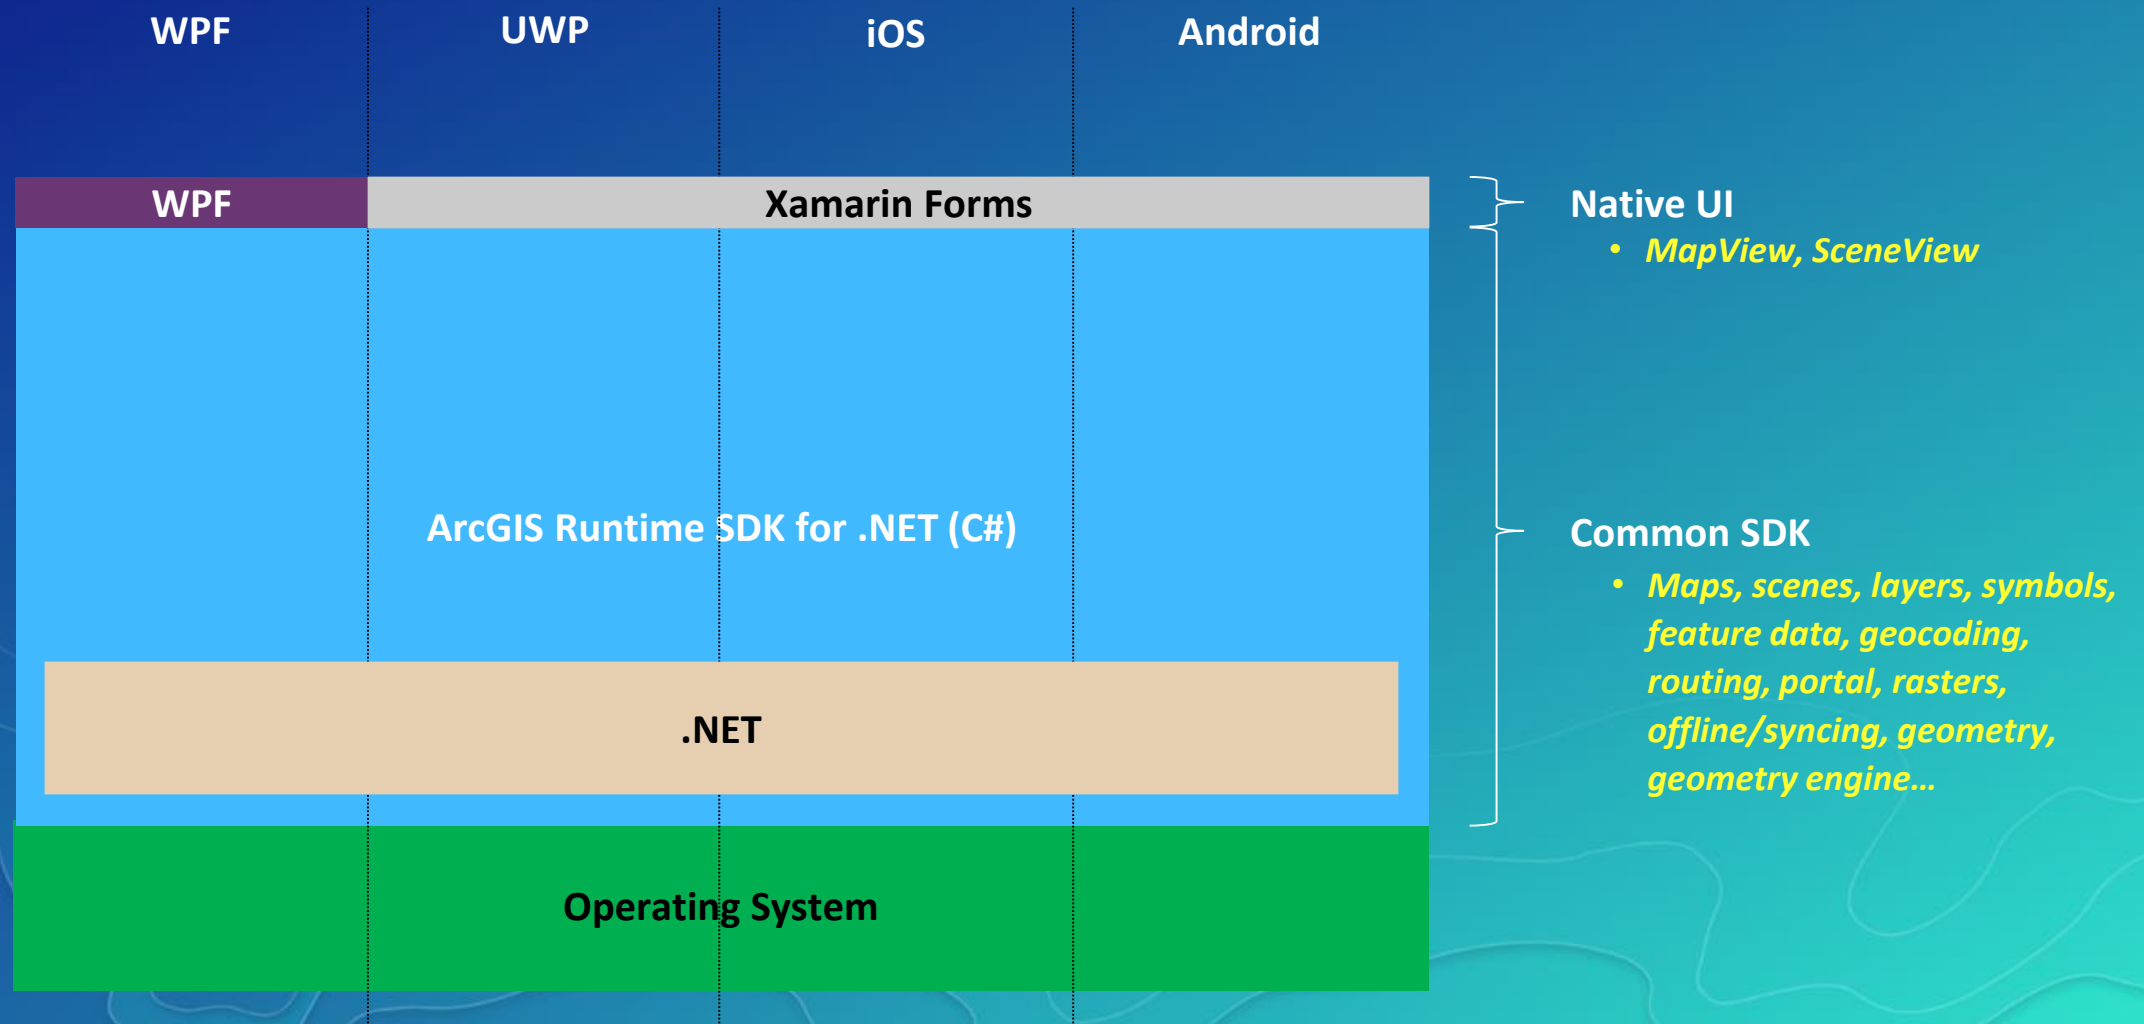 WPF UWP iOS Android
WPF Xamarin Forms
Native UI
• MapView, SceneView
ArcGIS Runtime SDK for .NET (C#)
Common SDK
• Maps, scenes, layers, symbols,
feature data, geocoding,
routing, portal, rasters,
offline/syncing, geometry,
geometry engine…
.NET
Operating System